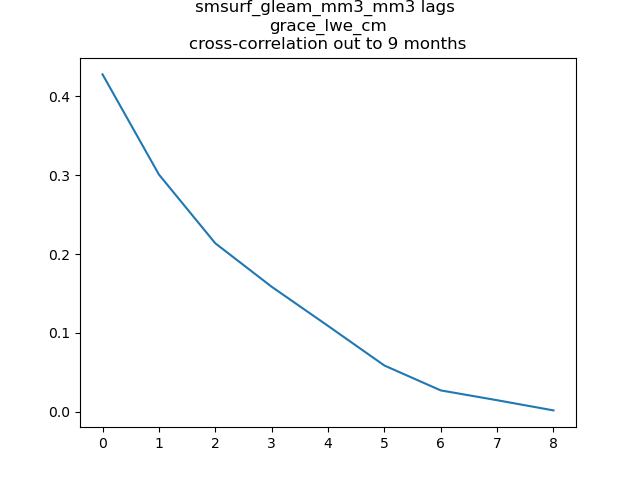 smsurf_gleam_mm3_mm3 lags
grace_lwe_cm
cross-correlation out to 9 months
0.4
0.3
0.2
0.1
0.0
0 1 2 3 4 5 6 7 8